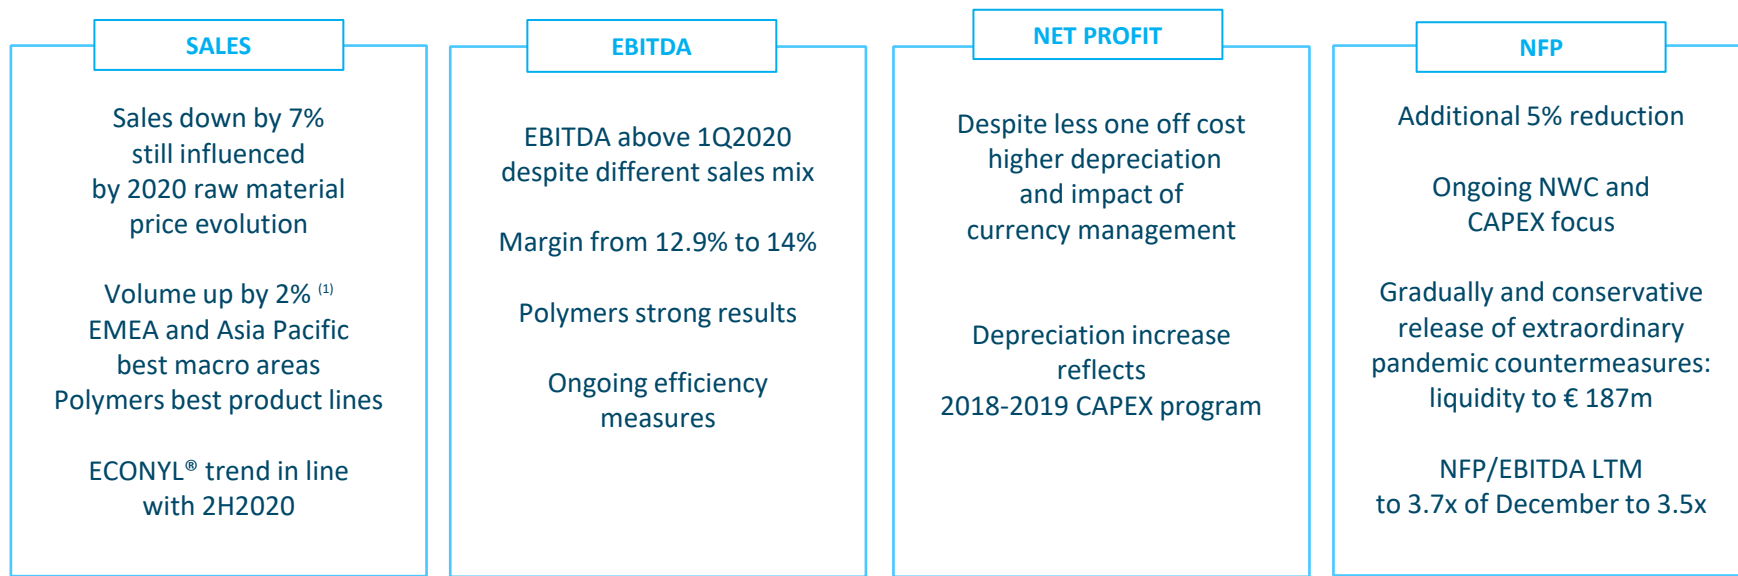 SALES
Sales down by 7%
still influenced
by 2020 raw material
price evolution
Volume up by 2% (1)
EMEA and Asia Pacific
best macro areas
Polymers best product lines
ECONYL® trend in line
with 2H2020
EBITDA
EBITDA above 1Q2020
despite different sales mix
Margin from 12.9% to 14%
Polymers strong results
Ongoing efficiency
measures
NET PROFIT
Despite less one off cost
higher depreciation
and impact of
currency management
Depreciation increase
reflects
2018-2019 CAPEX program
NFP
Additional 5% reduction
Ongoing NWC and
CAPEX focus
Gradually and conservative
release of extraordinary
pandemic countermeasures:
liquidity to € 187m
NFP/EBITDA LTM
to 3.7x of December to 3.5x